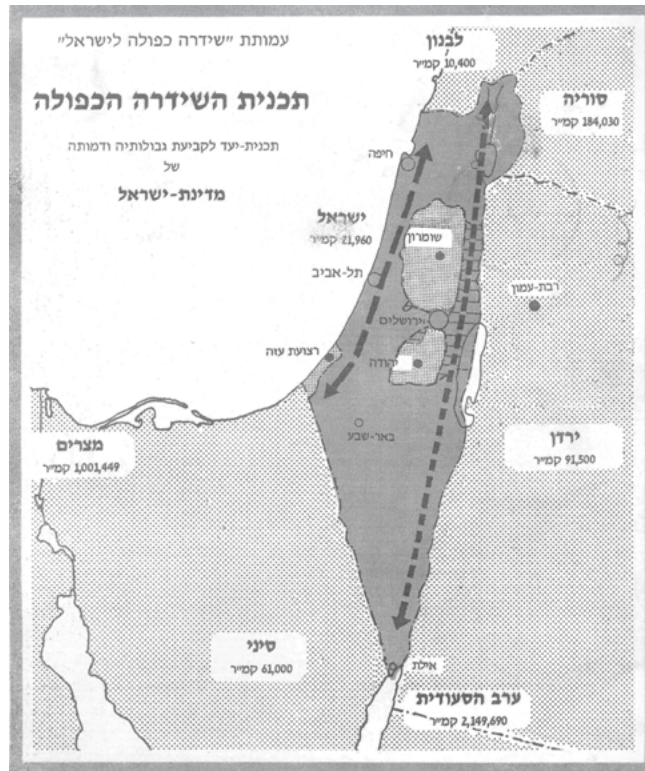 עמותת "שידרה כפולה לישראל"
תכנית השידרה הכפולה
תכנית-יעד לקביעת גבולותיה ודמותה
של
מדינת-ישראל
לבנון
10,400 קמ"ר
סוריה
184,030 קמ"ר
חיפה
ישראל
21,960 קמ"ר
שומרון
תל-אביב
רבת-עמון
ירושלים
רצועת עזה
יהודה
באר-שבע
מצרים
1,001,449 קמ"ר
ירדן
91,500 קמ"ר
סיני
61,000 קמ"ר
אילת
ערב הסעודית
2,149,690 קמ"ר